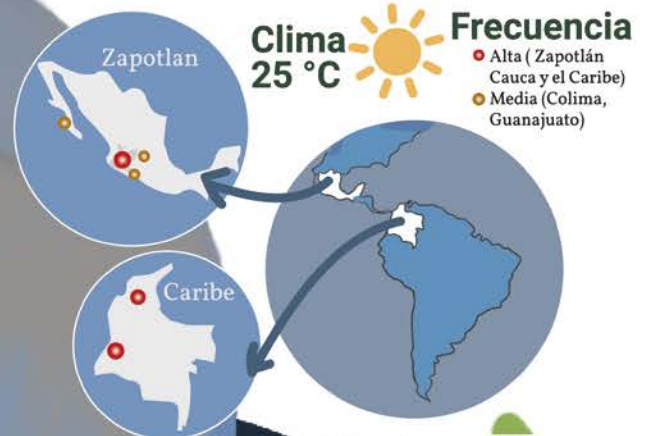 Zapotlan
Clima
25 °C
Frecuencia
Alta ( Zapotlán
Cauca y el Caribe)
Media (Colima,
Guanajuato)
Caribe